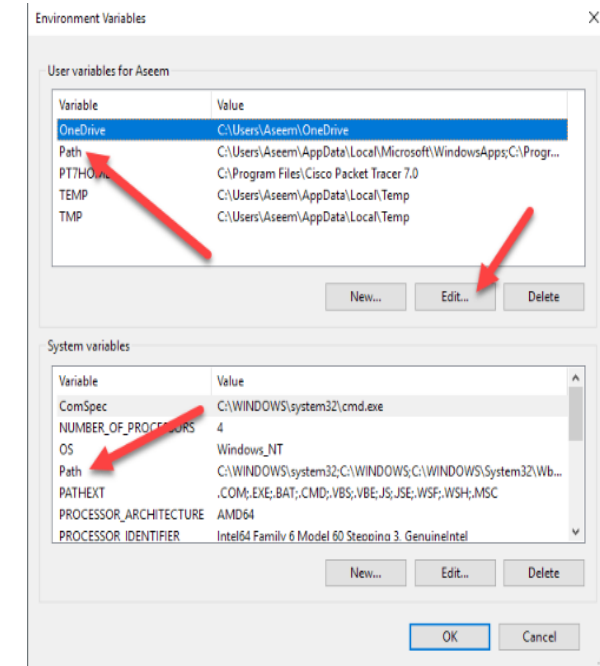 Environment Variables
User variables for Aseem
Variable Value
OneDrive C:\Users\Aseem\OneDrive
Path C:\Users\Aseem\AppData\Local\Microsoft\WindowsApps;C:\Progr...
C:\Program Files\Cisco Packet Tracer 7.0
TEMP C:\Users\Aseem\AppData\Local\Temp
TMP C:\Users\Aseem\AppData\Local\Temp
New... Edit... Delete
System variables
Variable Value
ComSpec C:\WINDOWS\system32\cmd.exe
NUMBER_OF_PROCESSORS 4
OS Windows_NT
Path C:\WINDOWS\system32;C:\WINDOWS;C:\WINDOWS\System32\Wb...
PATHEXT .COM;.EXE;.BAT;.CMD;.VBS;.VBE;.JS;.JSE;.WSF;.WSH;.MSC
PROCESSOR_ARCHITECTURE AMD64
PROCESSOR_IDENTIFIER Intel64 Family 6 Model 60 Stepping 3, GenuineIntel
New... Edit... Delete
OK Cancel